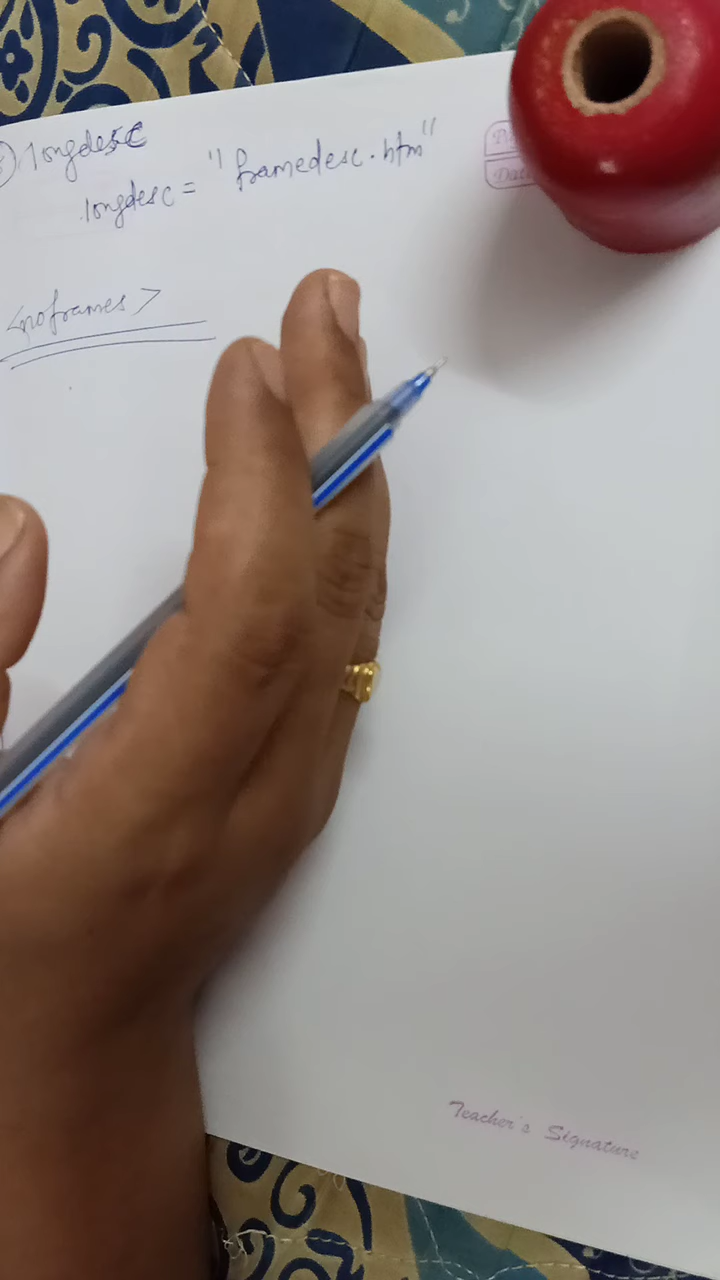 longdesc
longdesc = "framedesc.htm"
<noframes>
Teacher's Signature